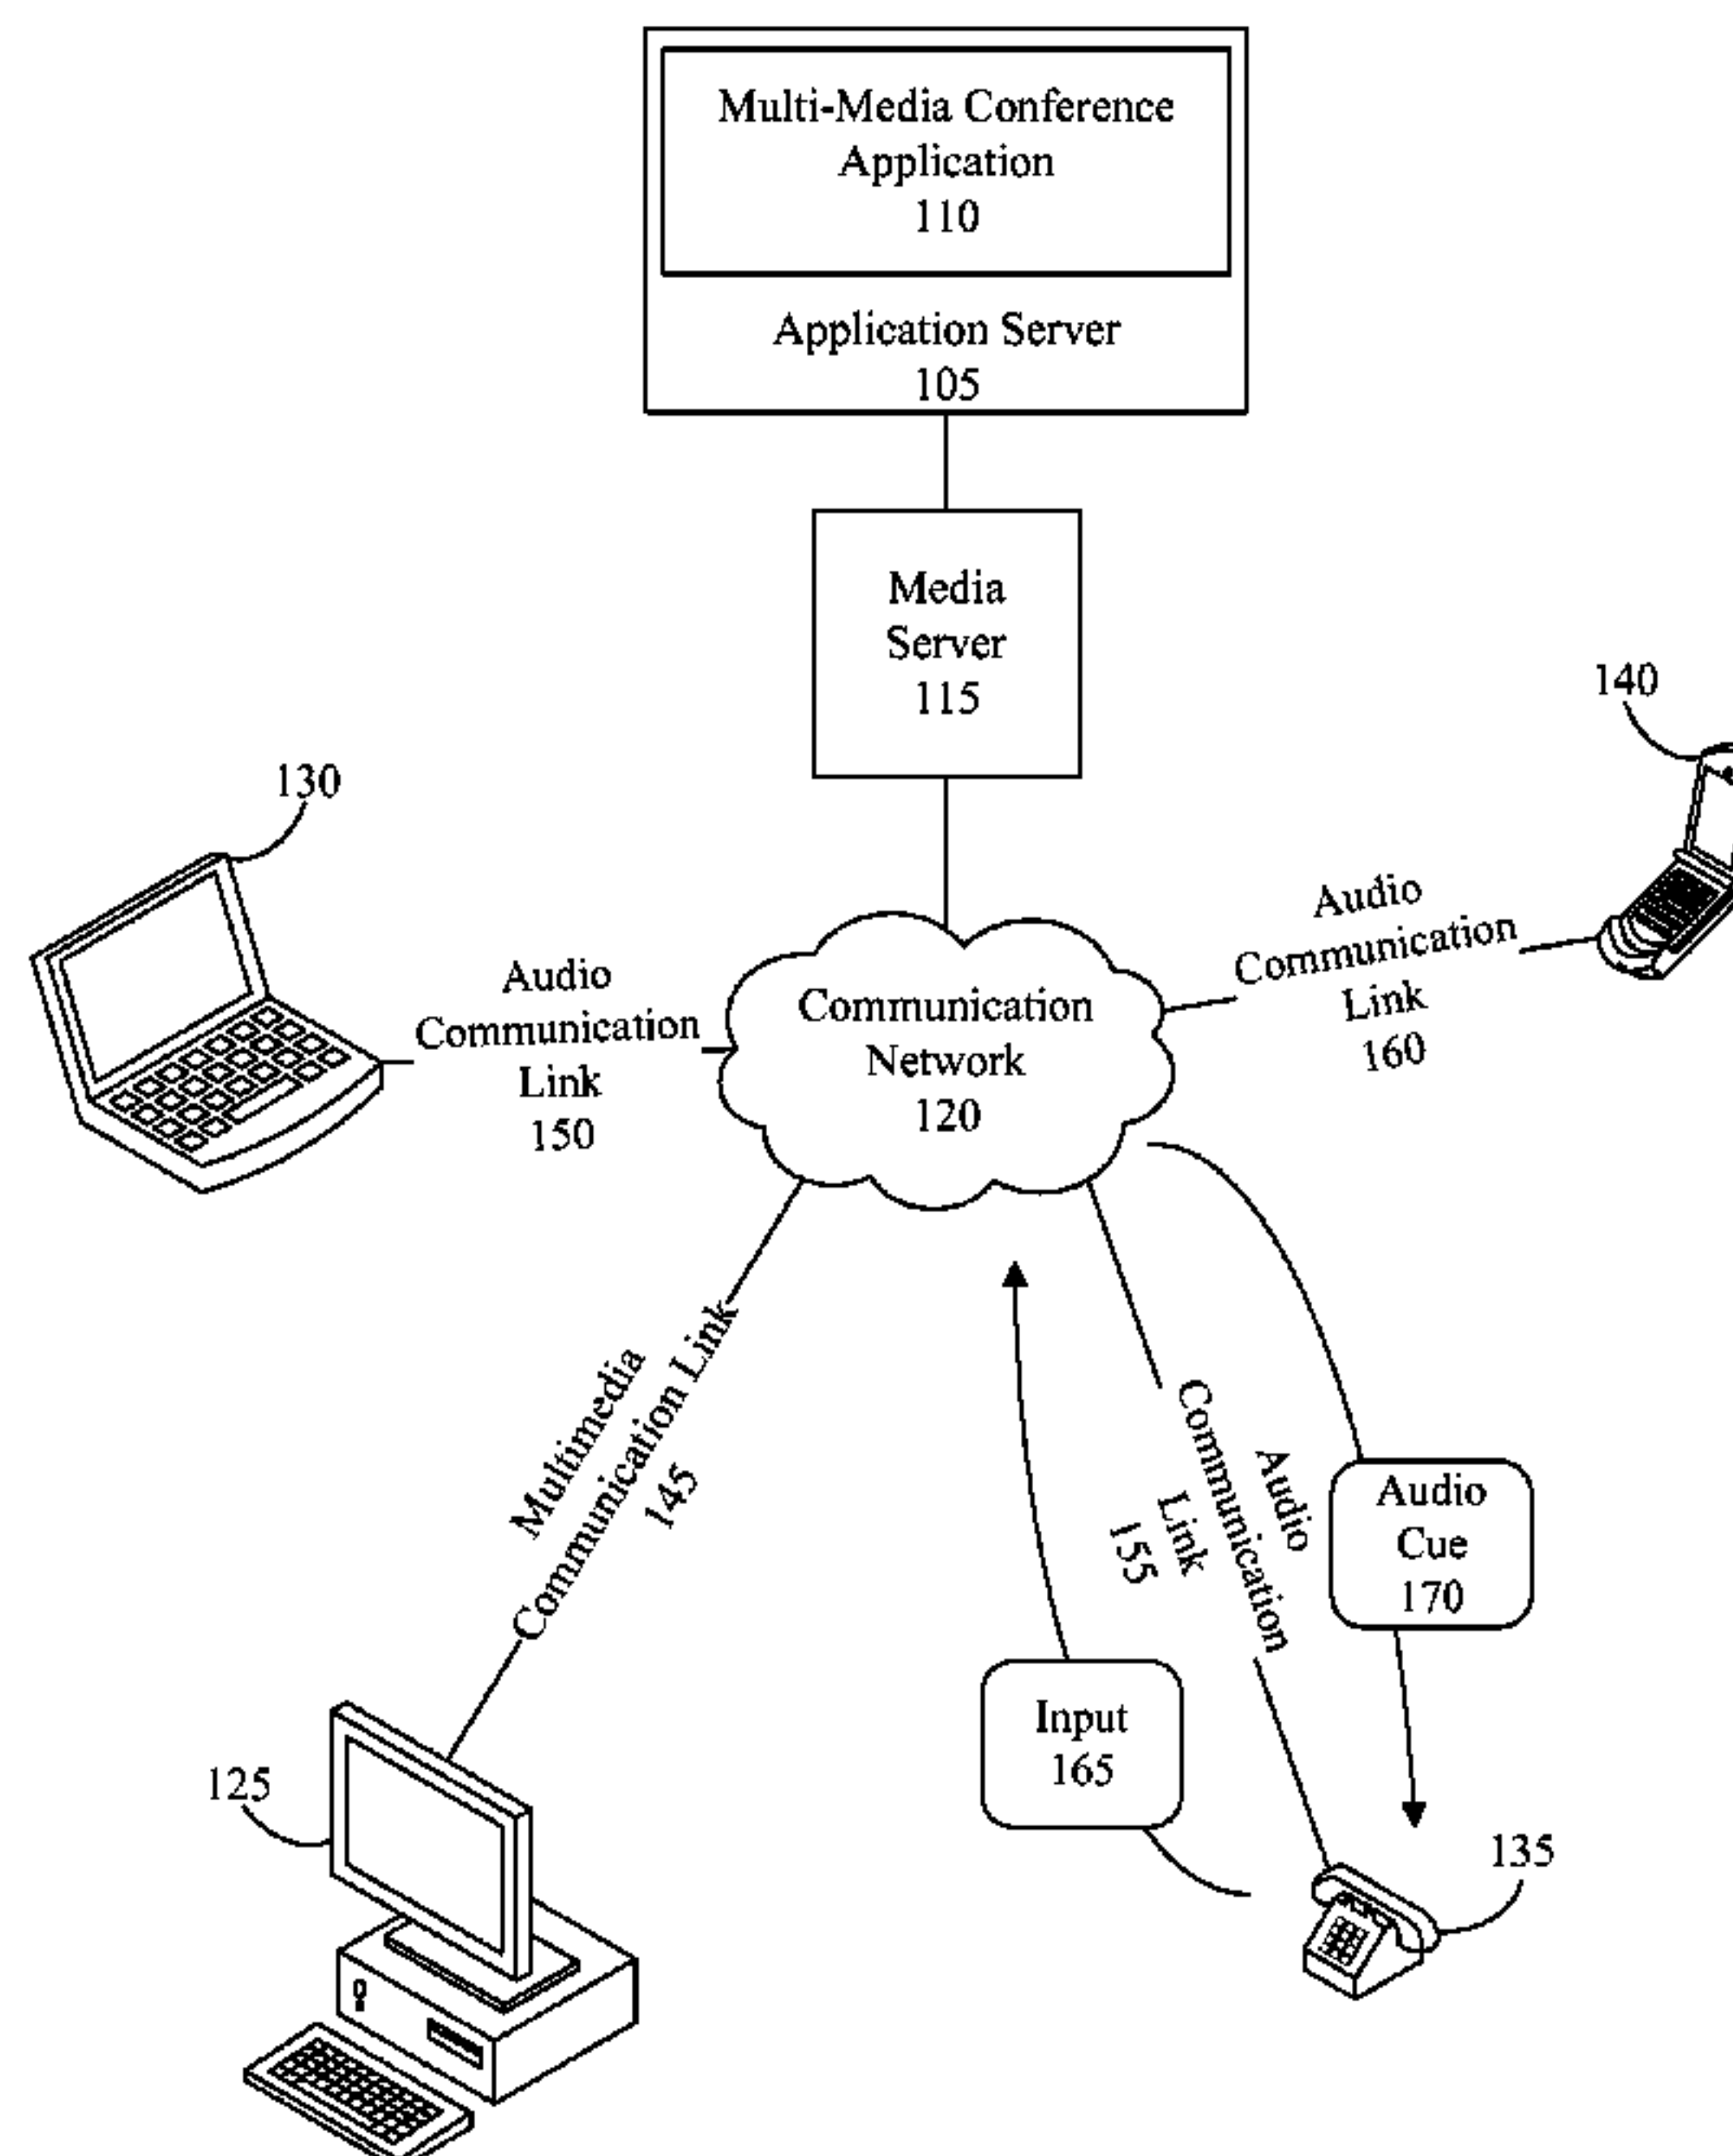 Multi-Media Conference
Application
110
Application Server
105
Media
Server
115
140
130
Audio
Communication
Link
160
Audio
Communication
Link
150
Communication
Network
120
Multimedia
Communication Link
145
Audio
Communication
Link
155
Audio
Cue
170
Input
165
125
135